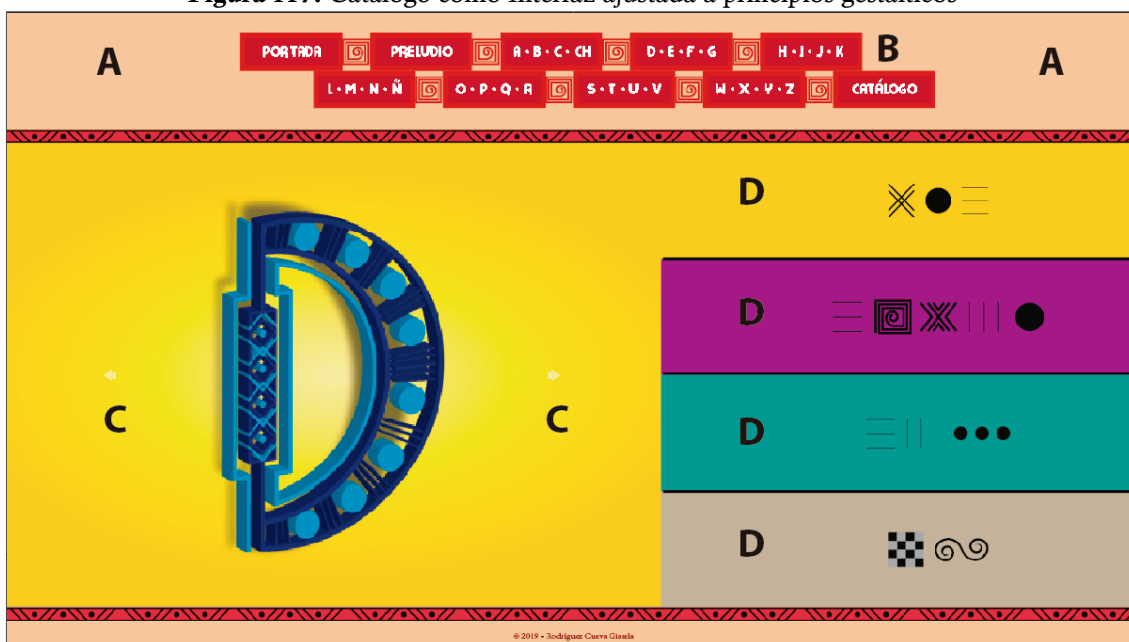 Figura 117. Catálogo como interfaz ajustada a principios gestálticos
A
PORTADA PRELUDIO A·B·C·CH D·E·F·G H·I·J·K
B
A
L·M·N·Ñ O·P·Q·R S·T·U·V W·X·Y·Z CATÁLOGO
D
D
D
C
C
D
D
© 2019 • Rodríguez Cueva Gissela